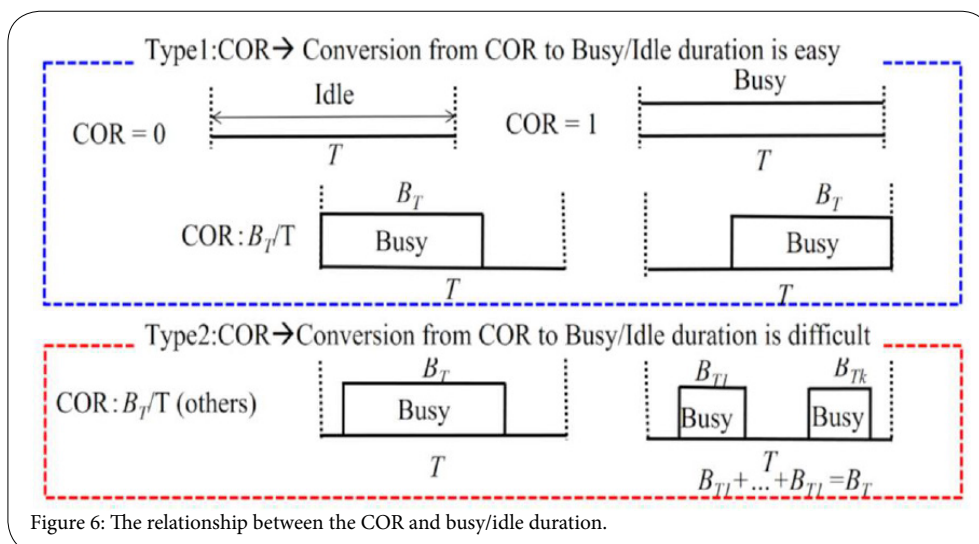 Type1:COR→ Conversion from COR to Busy/Idle duration is easy
Idle
Busy
COR = 0
COR = 1
T
T
B_T
B_T
COR: B_T/T
Busy
Busy
T
T
Type2:COR→Conversion from COR to Busy/Idle duration is difficult
B_T
B_T1
B_Tk
COR: B_T/T (others)
Busy
Busy
Busy
T
T
B_T1+...+B_T1=B_T
Figure 6: The relationship between the COR and busy/idle duration.